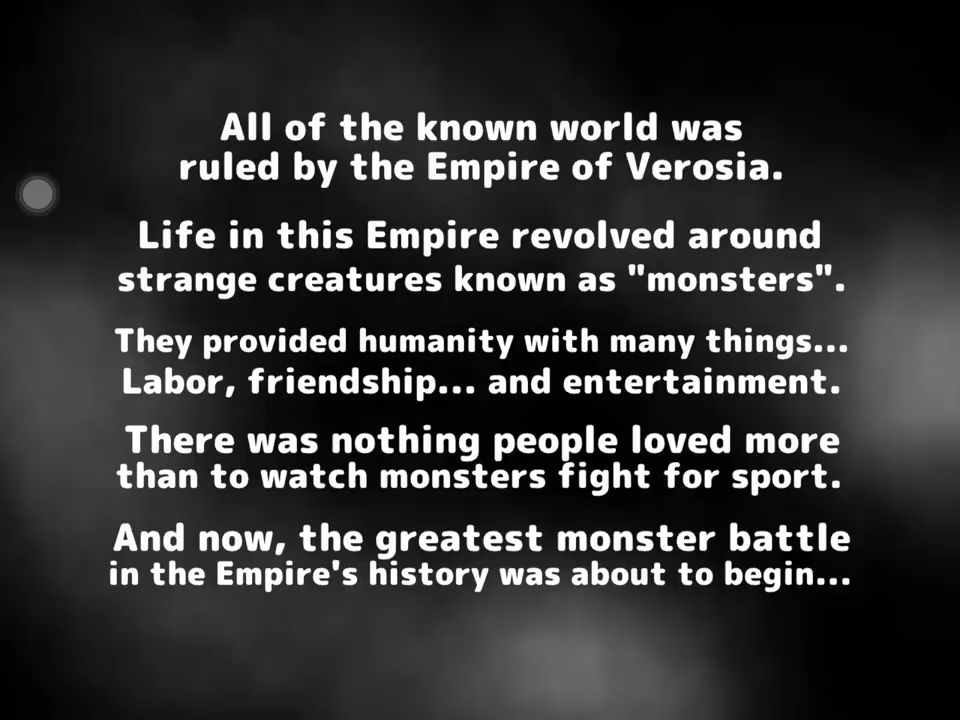 All of the known world was
ruled by the Empire of Verosia.
Life in this Empire revolved around
strange creatures known as "monsters".
They provided humanity with many things...
Labor, friendship... and entertainment.
There was nothing people loved more
than to watch monsters fight for sport.
And now, the greatest monster battle
in the Empire's history was about to begin...